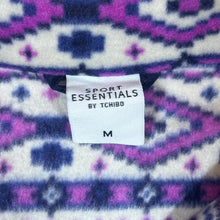 SPORT
ESSENTIALS
BY TCHIBO
M